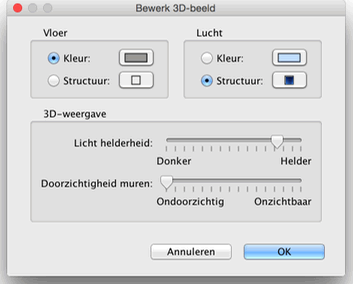 Bewerk 3D-beeld
Vloer
Lucht
Kleur:
Structuur:
Kleur:
Structuur:
3D-weergave
Licht helderheid:
Donker Helder
Doorzichtigheid muren:
Ondoorzichtig Onzichtbaar
Annuleren OK